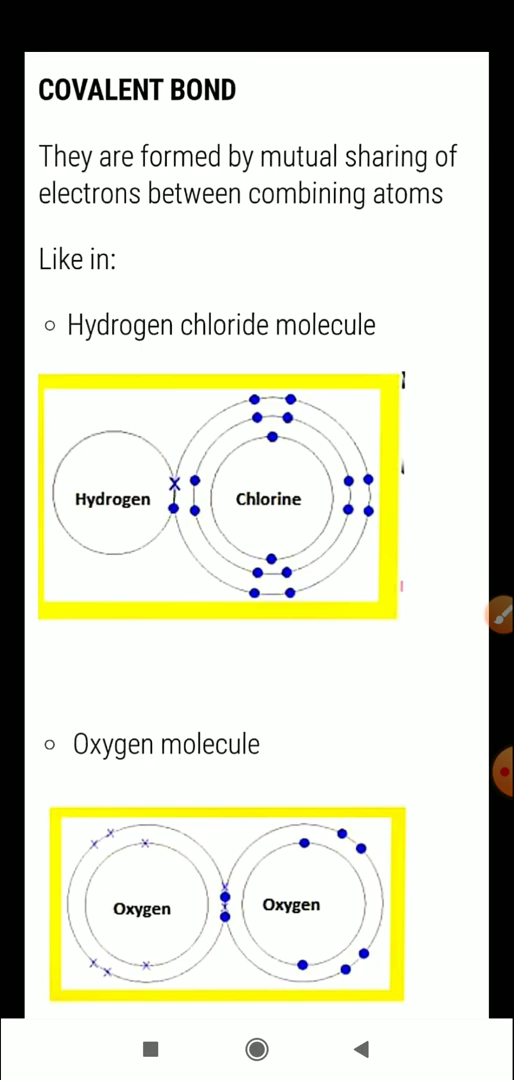 COVALENT BOND
They are formed by mutual sharing of
electrons between combining atoms
Like in:
Hydrogen chloride molecule
Hydrogen
Chlorine
Oxygen molecule
Oxygen
Oxygen